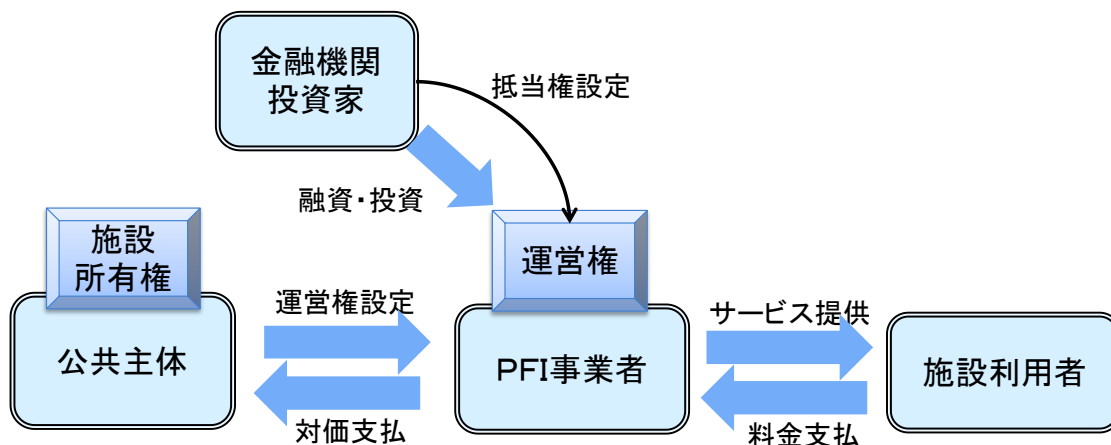 金融機関
投資家
抵当権設定
融資・投資
施設
所有権
運営権
運営権設定
サービス提供
公共主体
PFI事業者
施設利用者
対価支払
料金支払